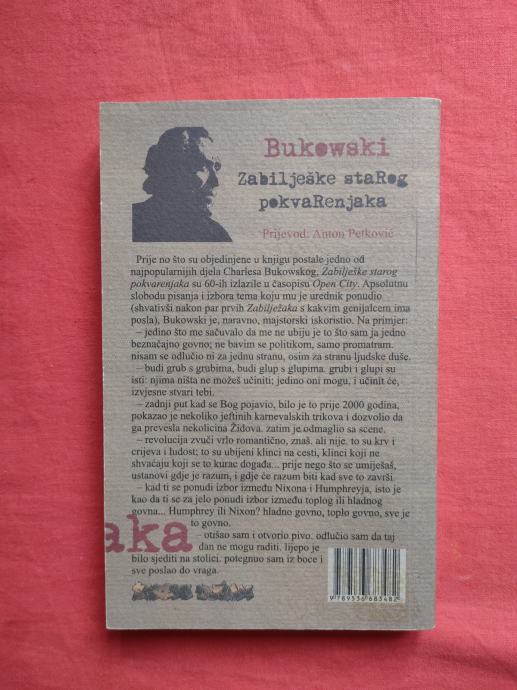 Bukowski
Zabilješke staRog
pokvaRenjaka
Prijevod: Anton Petković
Prije no što su objedinjene u knjigu postale jedno od
najpopularnijih djela Charlesa Bukowskog, Zabilješke starog
pokvarenjaka su 60-ih izlazile u časopisu Open City. Apsolutnu
slobodu pisanja i izbora tema koju mu je urednik ponudio
(shvativši nakon par prvih Zabilježaka s kakvim genijalcem ima
posla), Bukowski je, naravno, majstorski iskoristio. Na primjer:
– jedino što me sačuvalo da me ne ubiju je to što sam ja jedno
beznačajno govno; ne bavim se politikom, samo promatram.
nisam se odlučio ni za jednu stranu, osim za stranu ljudske duše.
– budi grub s grubima, budi glup s glupima. grubi i glupi su
isti: njima ništa ne možeš učiniti; jedino oni mogu, i učinit će,
izvjesne stvari tebi.
– zadnji put kad se Bog pojavio, bilo je to prije 2000 godina,
pokazao je nekoliko jeftinih karnevalskih trikova i dozvolio da
ga prevesla nekolicina Židova. zatim je odmaglio sa scene.
– revolucija zvuči vrlo romantično, znaš. ali nije. to su krv i
crijeva i ludost; to su ubijeni klinci na cesti, klinci koji ne
shvaćaju koji se to kurac događa... prije nego što se umiješaš,
ustanovi gdje je razum, i gdje će razum biti kad sve to završi
– kad ti se ponudi izbor između Nixona i Humphreyja, isto je
kao da ti se za jelo ponudi izbor između toplog ili hladnog
govna... Humphrey ili Nixon? hladno govno, toplo govno, sve je
to govno.
aka
– otišao sam i otvorio pivo. odlučio sam da taj
dan ne mogu raditi. lijepo je
bilo sjediti na stolici. potegnuo sam iz boce i
sve poslao do vraga.
9 789536 683482